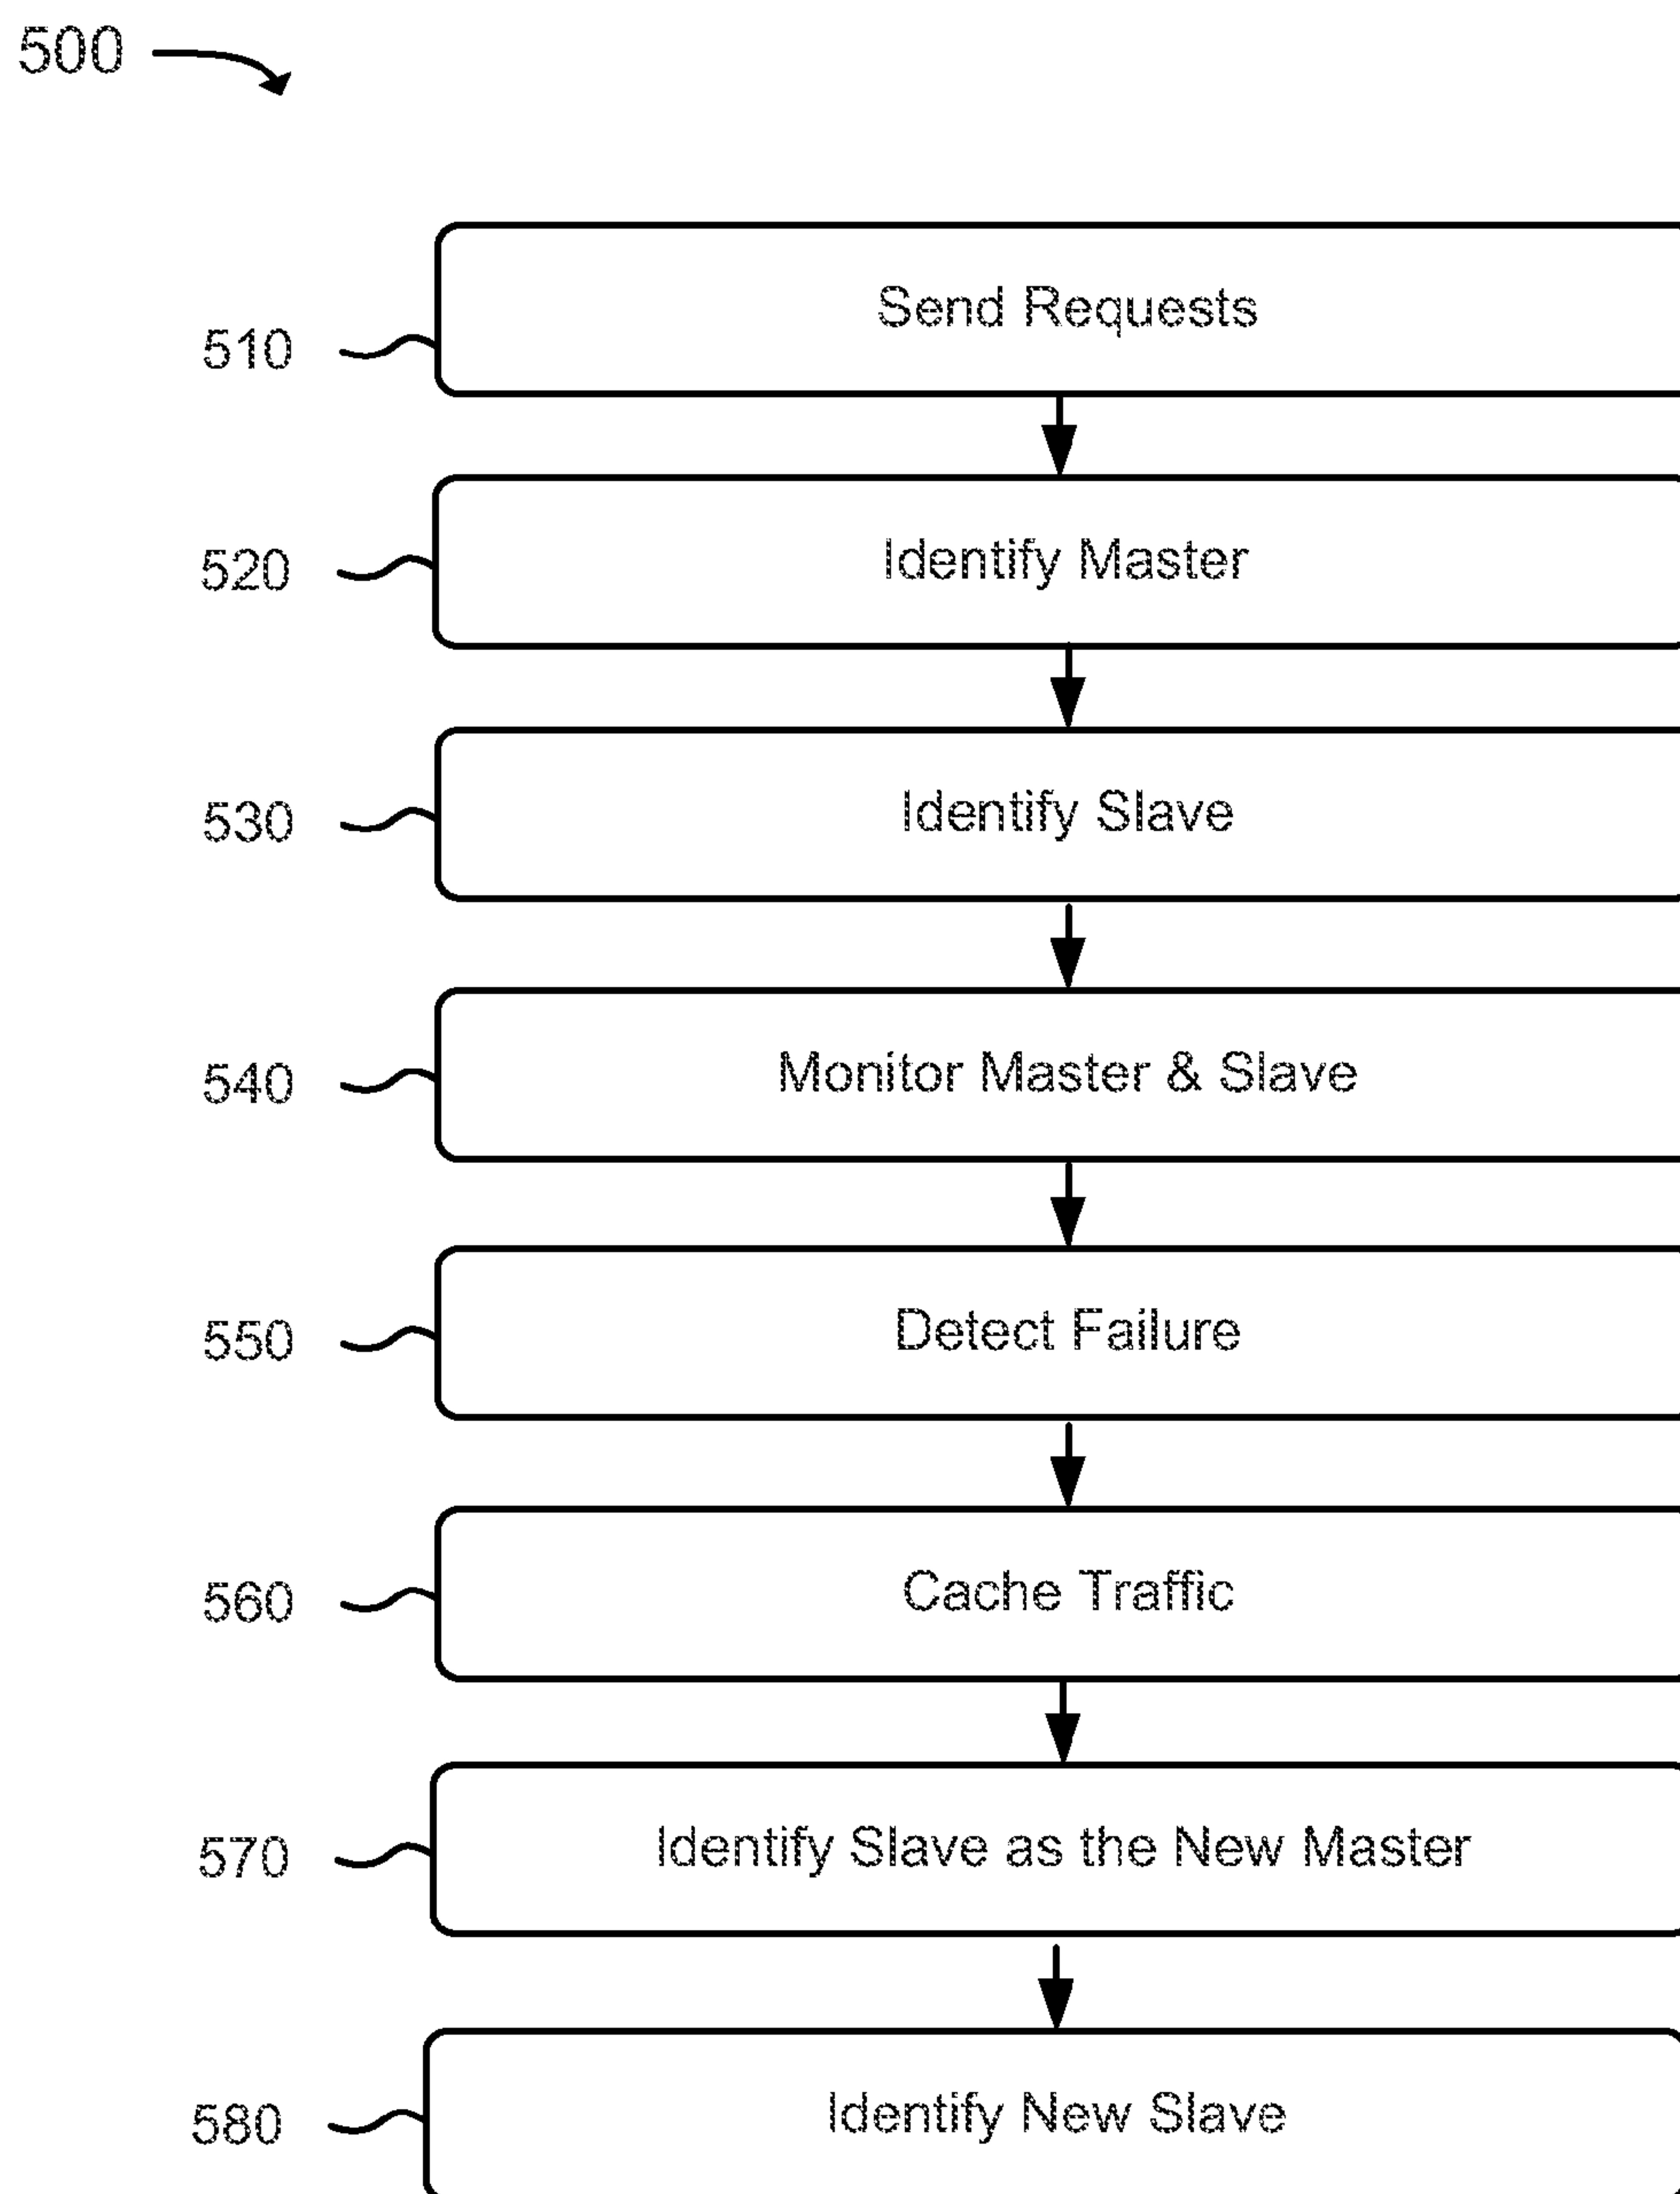 500
Send Requests
510
Identify Master
520
Identify Slave
530
Monitor Master & Slave
540
Detect Failure
550
Cache Traffic
560
Identify Slave as the New Master
570
Identify New Slave
580